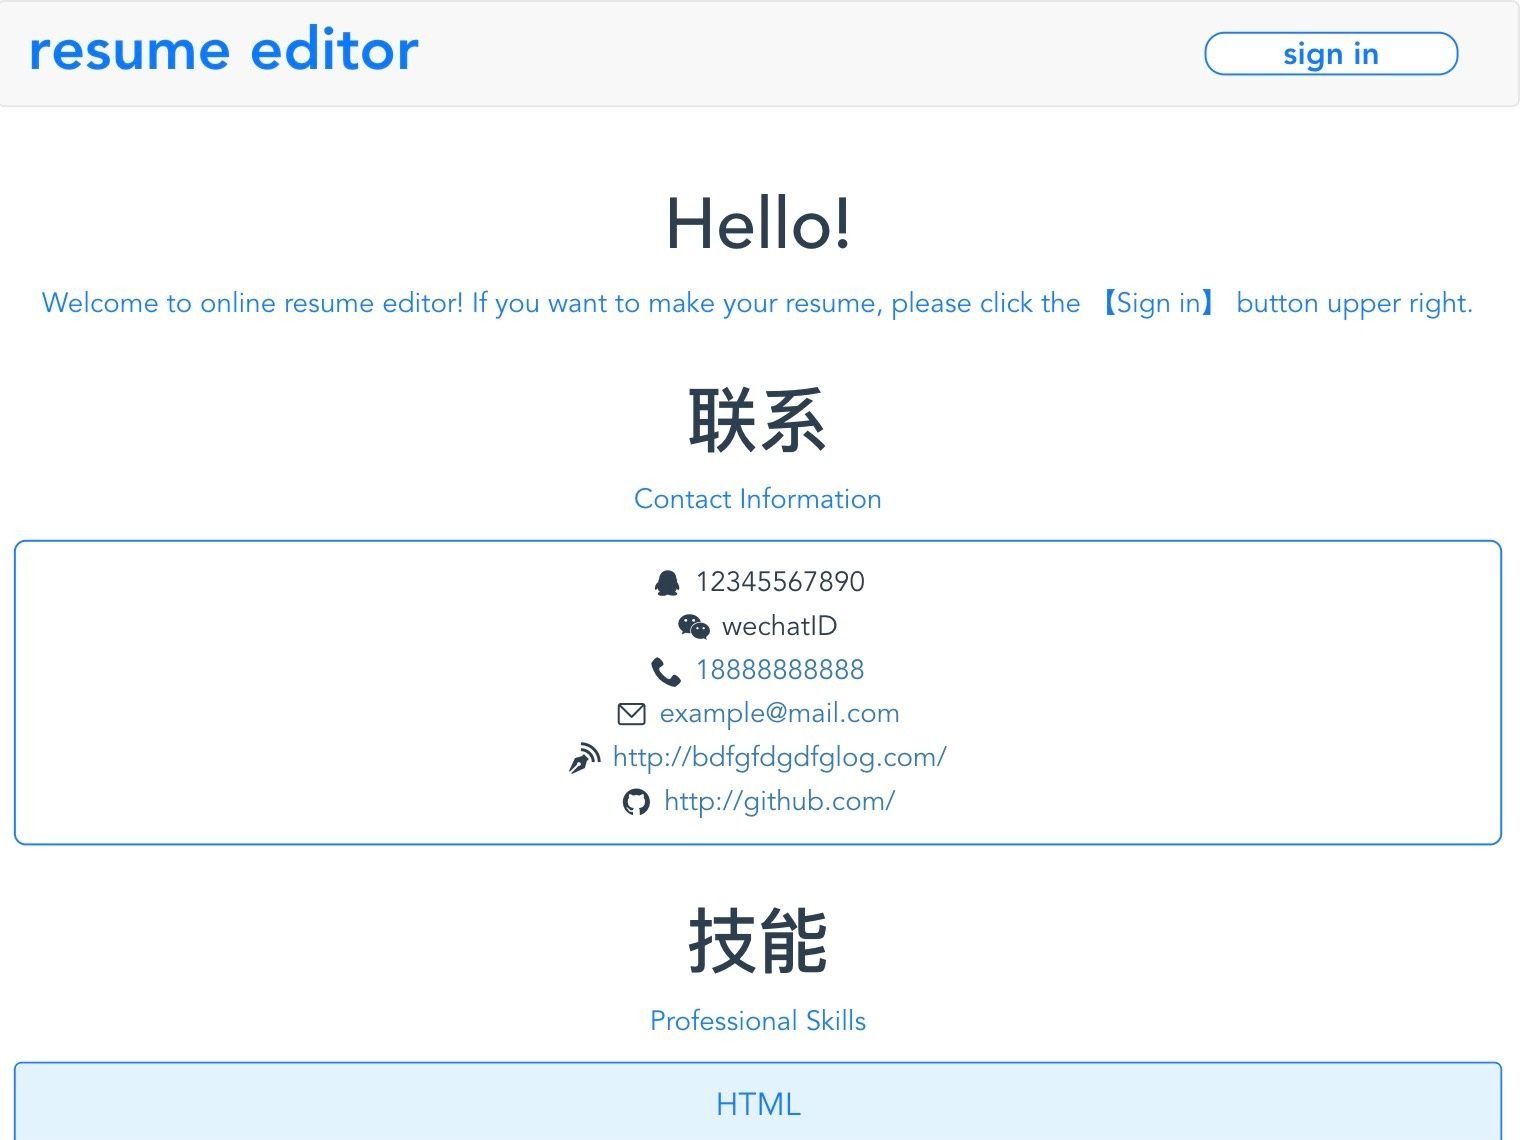 resume editor
sign in
Hello!
Welcome to online resume editor! If you want to make your resume, please click the 【Sign in】 button upper right.
联系
Contact Information
12345567890
wechatID
18888888888
example@mail.com
http://bdfgfdgdfglog.com/
http://github.com/
技能
Professional Skills
HTML